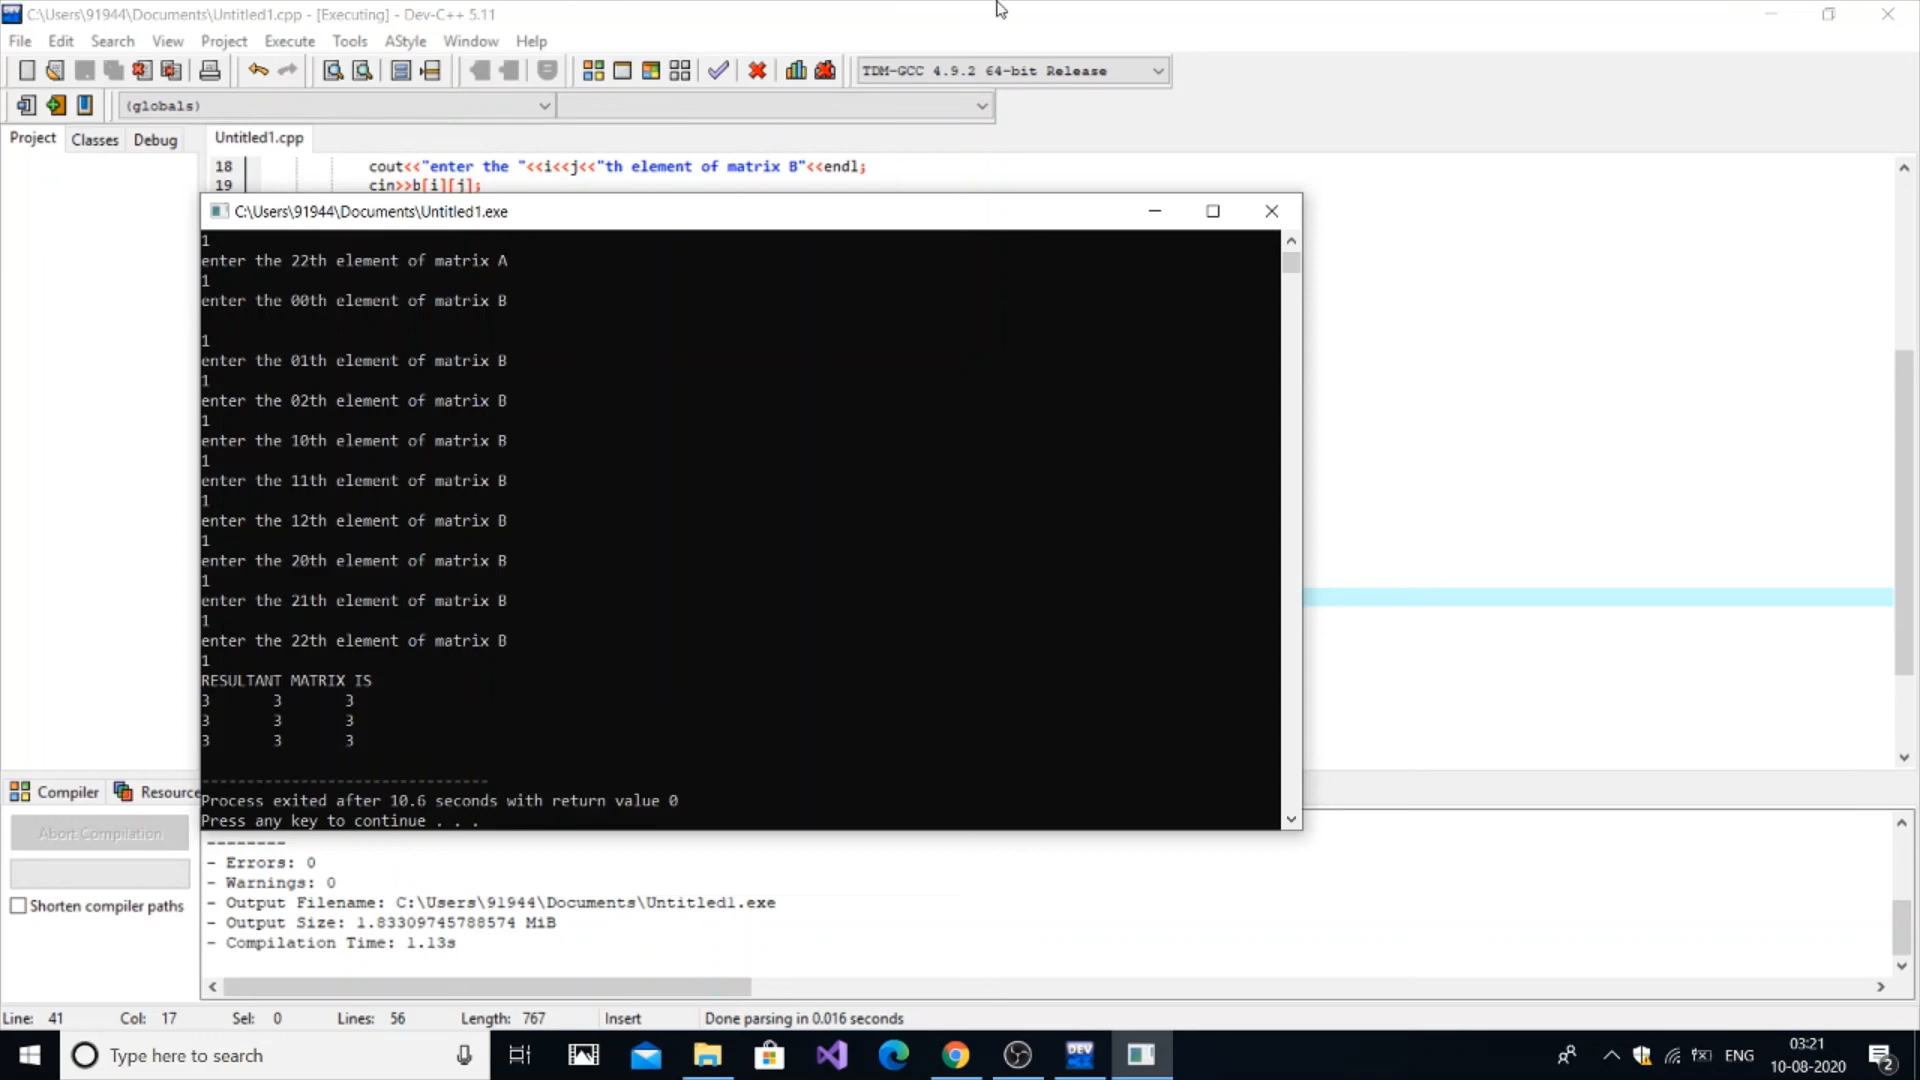 C:\Users\91944\Documents\Untitled1.cpp - [Executing] - Dev-C++ 5.11
File Edit Search View Project Execute Tools AStyle Window Help
TDM-GCC 4.9.2 64-bit Release
(globals)
Project Classes Debug Untitled1.cpp
18 cout<<"enter the "<<i<<j<<"th element of matrix B"<<endl;
19 cin>>b[i][j];
C:\Users\91944\Documents\Untitled1.exe
1
enter the 22th element of matrix A
1
enter the 00th element of matrix B
1
enter the 01th element of matrix B
1
enter the 02th element of matrix B
1
enter the 10th element of matrix B
1
enter the 11th element of matrix B
1
enter the 12th element of matrix B
1
enter the 20th element of matrix B
1
enter the 21th element of matrix B
1
enter the 22th element of matrix B
1
RESULTANT MATRIX IS
3 3 3
3 3 3
3 3 3
--------------------------------
Process exited after 10.6 seconds with return value 0
Press any key to continue . . .
Compiler Resource
Abort Compilation
Shorten compiler paths
--------
- Errors: 0
- Warnings: 0
- Output Filename: C:\Users\91944\Documents\Untitled1.exe
- Output Size: 1.83309745788574 MiB
- Compilation Time: 1.13s
Line: 41 Col: 17 Sel: 0 Lines: 56 Length: 767 Insert Done parsing in 0.016 seconds
Type here to search
DEV
ENG
03:21
10-08-2020
2